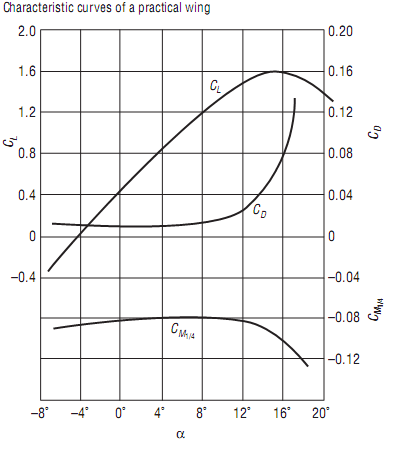 Characteristic curves of a practical wing
2.0 0.20
1.6 0.16
C_L
1.2 0.12
C_L C_D
0.8 0.08
0.4 0.04
C_D
0 0
−0.4 −0.04
−0.08 C_M1/4
C_M1/4
−0.12
−8° −4° 0° 4° 8° 12° 16° 20°
α